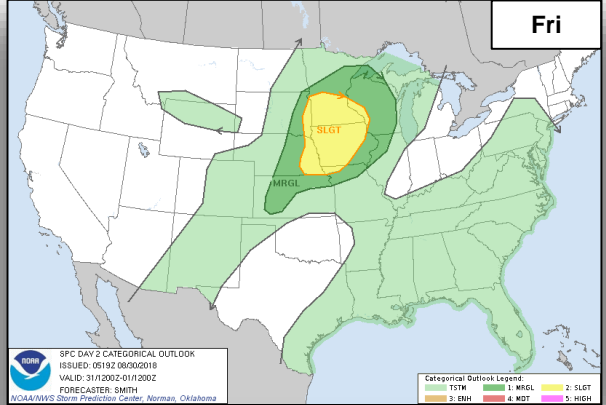 Fri
SLGT
MRGL
NOAA
SPC DAY 2 CATEGORICAL OUTLOOK
ISSUED: 0519Z 08/30/2018
VALID: 31/1200Z-01/1200Z
FORECASTER: SMITH
NOAA/NWS Storm Prediction Center, Norman, Oklahoma
Categorical Outlook Legend:
TSTM 1: MRGL 2: SLGT
3: ENH 4: MDT 5: HIGH